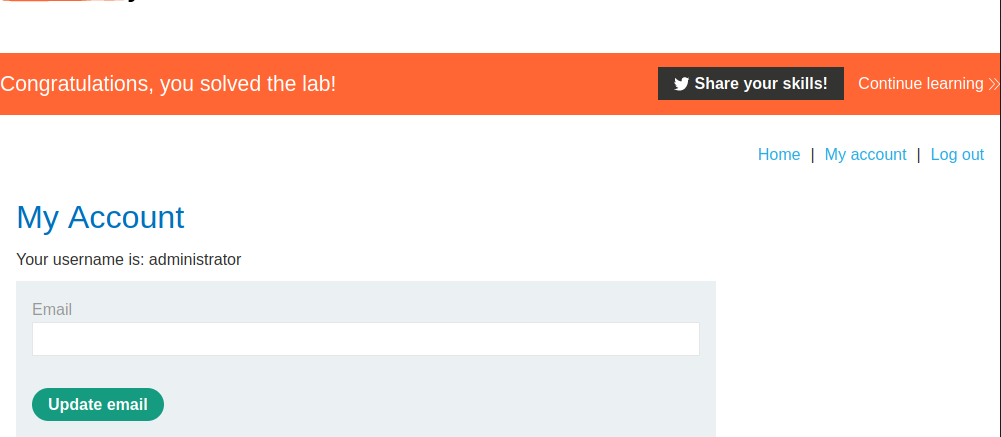 Congratulations, you solved the lab!
Share your skills!
Continue learning
Home | My account | Log out
My Account
Your username is: administrator
Email
Update email